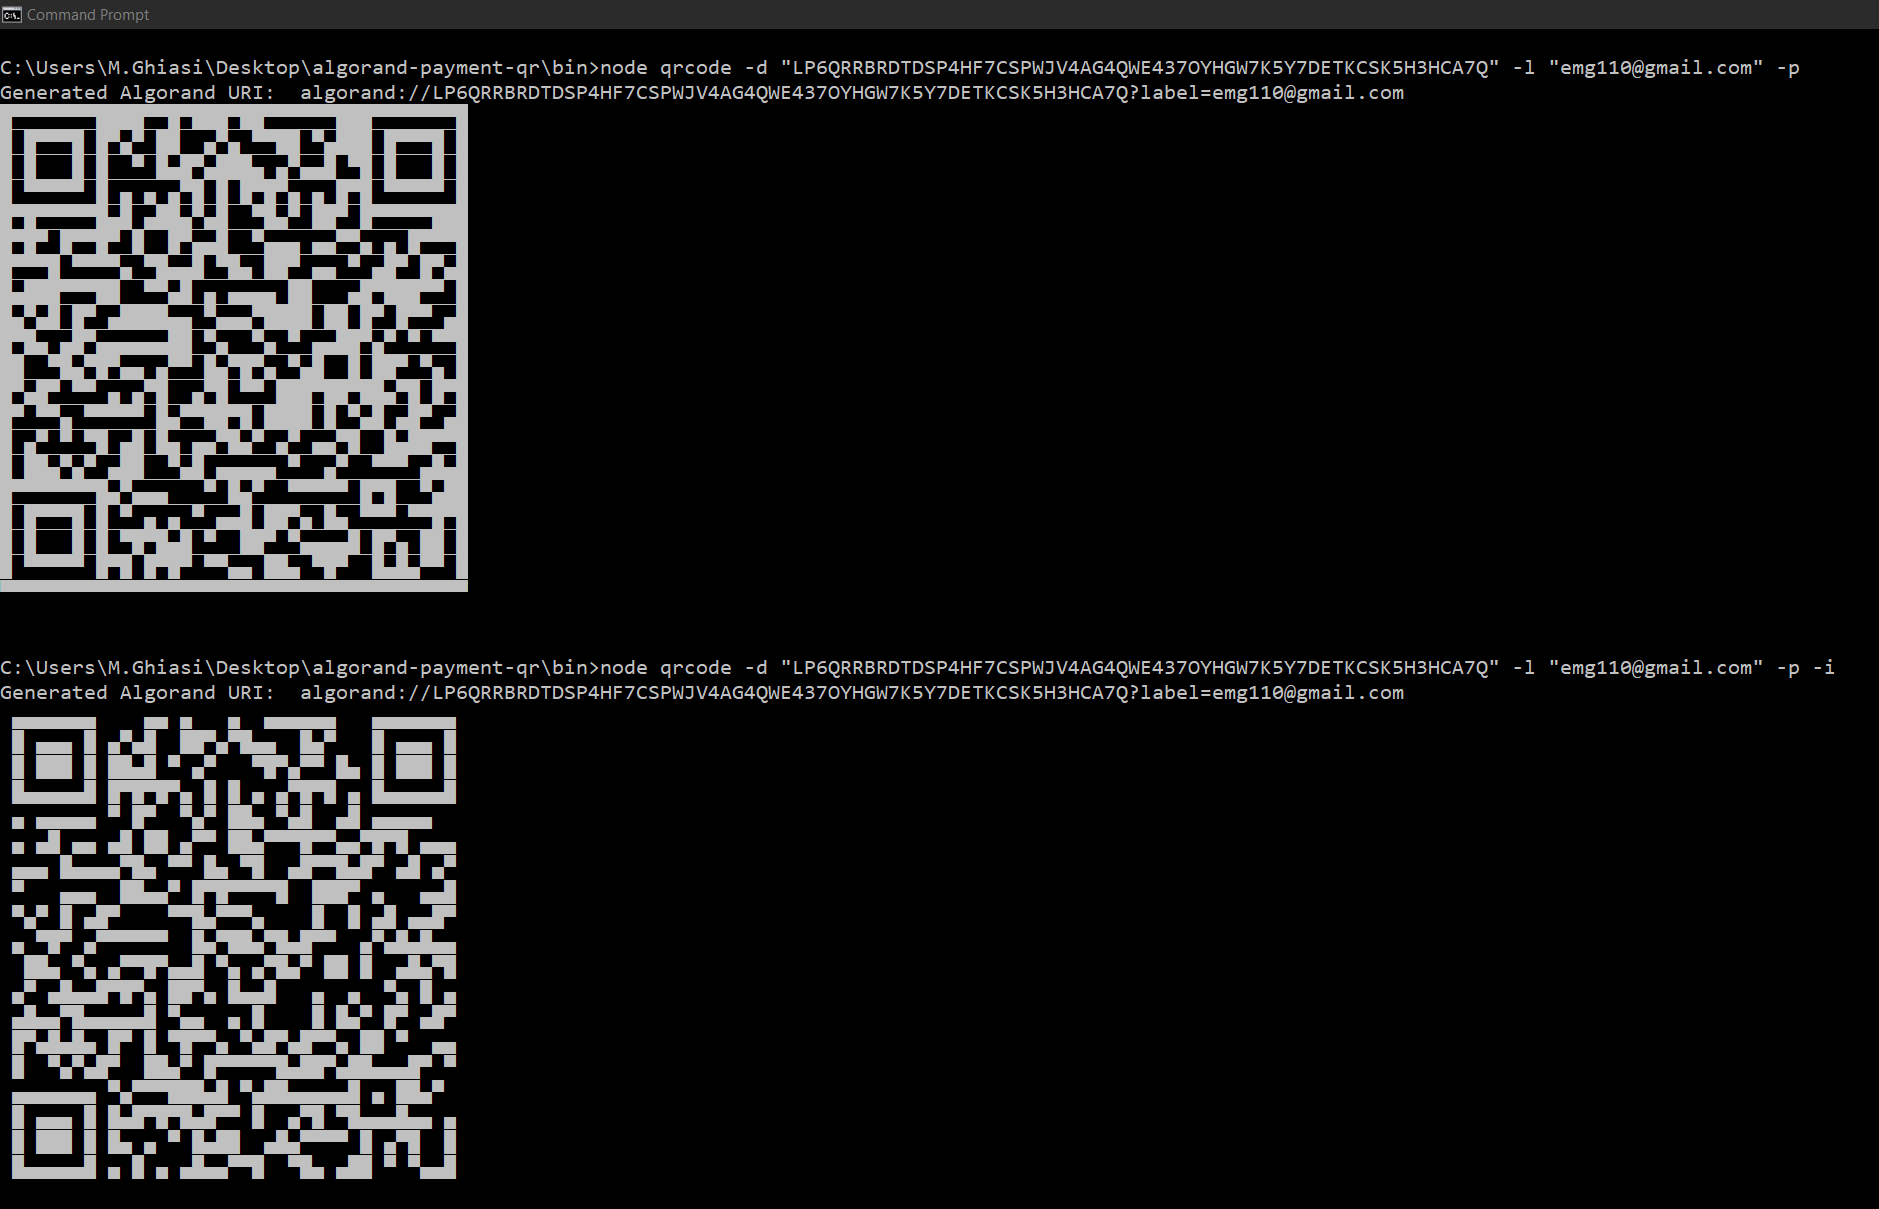 Command Prompt
C:\Users\M.Ghiasi\Desktop\algorand-payment-qr\bin>node qrcode -d "LP6QRRBRDTDSP4HF7CSPWJV4AG4QWE437OYHGW7K5Y7DETKCSK5H3HCA7Q" -l "emg110@gmail.com" -p
Generated Algorand URI:  algorand://LP6QRRBRDTDSP4HF7CSPWJV4AG4QWE437OYHGW7K5Y7DETKCSK5H3HCA7Q?label=emg110@gmail.com
C:\Users\M.Ghiasi\Desktop\algorand-payment-qr\bin>node qrcode -d "LP6QRRBRDTDSP4HF7CSPWJV4AG4QWE437OYHGW7K5Y7DETKCSK5H3HCA7Q" -l "emg110@gmail.com" -p -i
Generated Algorand URI:  algorand://LP6QRRBRDTDSP4HF7CSPWJV4AG4QWE437OYHGW7K5Y7DETKCSK5H3HCA7Q?label=emg110@gmail.com